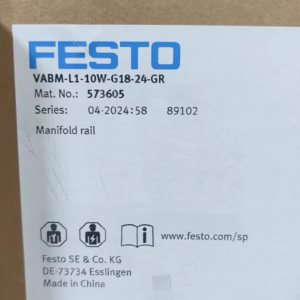 FESTO
VABM-L1-10W-G18-24-GR
Mat. No.: 573605
Series: 04-2024:58 89102
Manifold rail
www.festo.com/sp
Festo SE & Co. KG
DE-73734 Esslingen
Made in China